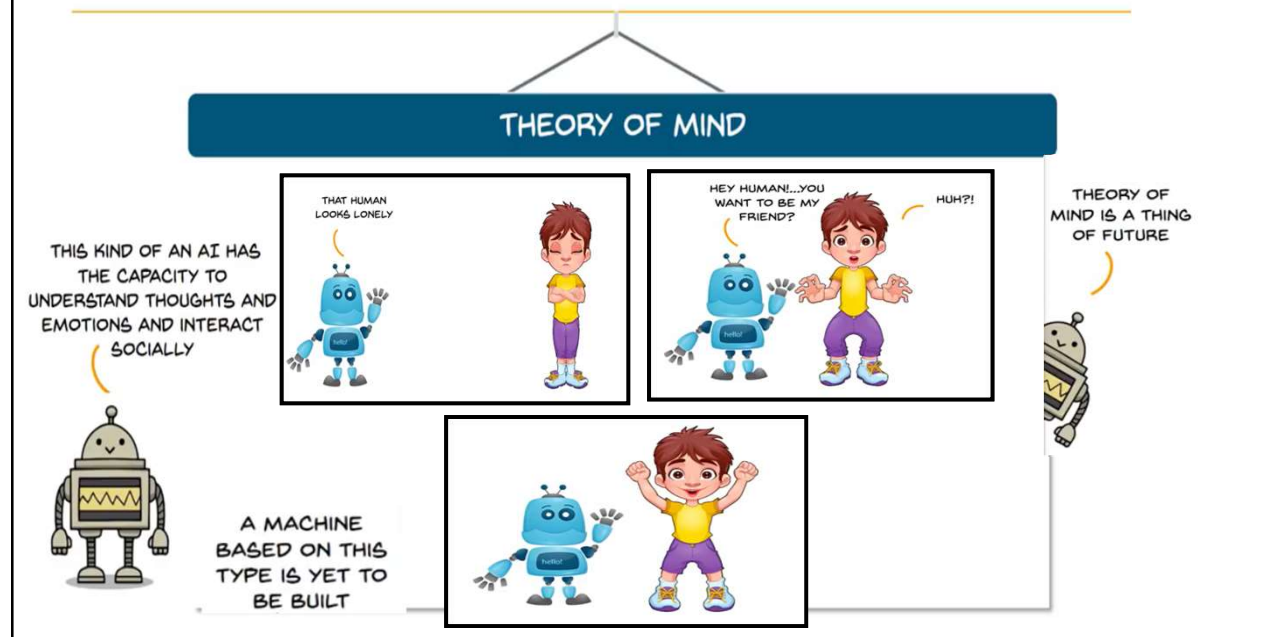 THEORY OF MIND
THIS KIND OF AN AI HAS
THE CAPACITY TO
UNDERSTAND THOUGHTS AND
EMOTIONS AND INTERACT
SOCIALLY
THAT HUMAN
LOOKS LONELY
hello!
HEY HUMAN!...YOU
WANT TO BE MY
FRIEND?
HUH?!
hello!
THEORY OF
MIND IS A THING
OF FUTURE
A MACHINE
BASED ON THIS
TYPE IS YET TO
BE BUILT
hello!